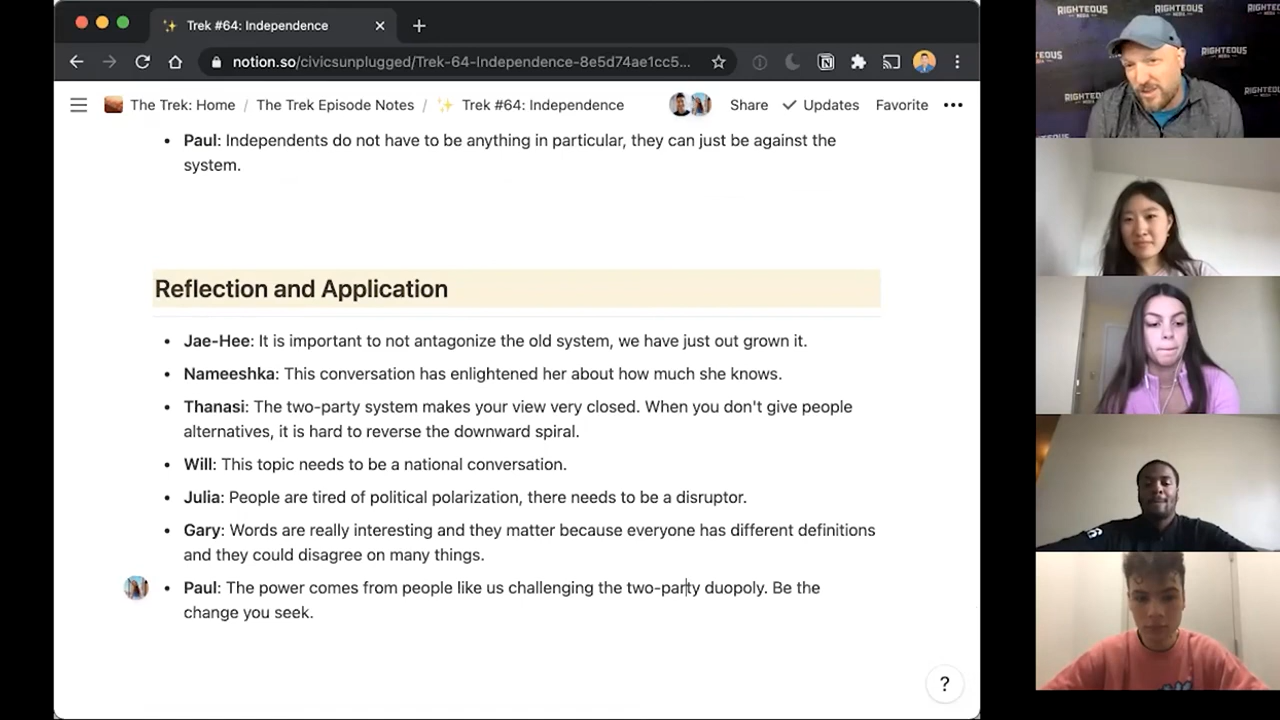 Trek #64: Independence
notion.so/civicsunplugged/Trek-64-Independence-8e5d74ae1cc5...
The Trek: Home / The Trek Episode Notes / Trek #64: Independence
Share Updates Favorite
• Paul: Independents do not have to be anything in particular, they can just be against the
system.
Reflection and Application
• Jae-Hee: It is important to not antagonize the old system, we have just out grown it.
• Nameeshka: This conversation has enlightened her about how much she knows.
• Thanasi: The two-party system makes your view very closed. When you don't give people
alternatives, it is hard to reverse the downward spiral.
• Will: This topic needs to be a national conversation.
• Julia: People are tired of political polarization, there needs to be a disruptor.
• Gary: Words are really interesting and they matter because everyone has different definitions
and they could disagree on many things.
• Paul: The power comes from people like us challenging the two-party duopoly. Be the
change you seek.
?
RIGHTEOUS
MEDIA
RIGHTEOUS
RIGHTEOUS
MEDIA